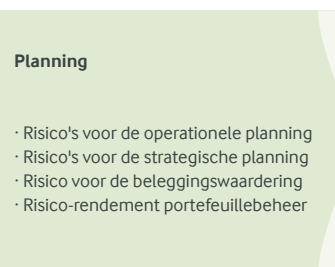 Planning
· Risico's voor de operationele planning
· Risico's voor de strategische planning
· Risico voor de beleggingswaardering
· Risico-rendement portefeuillebeheer